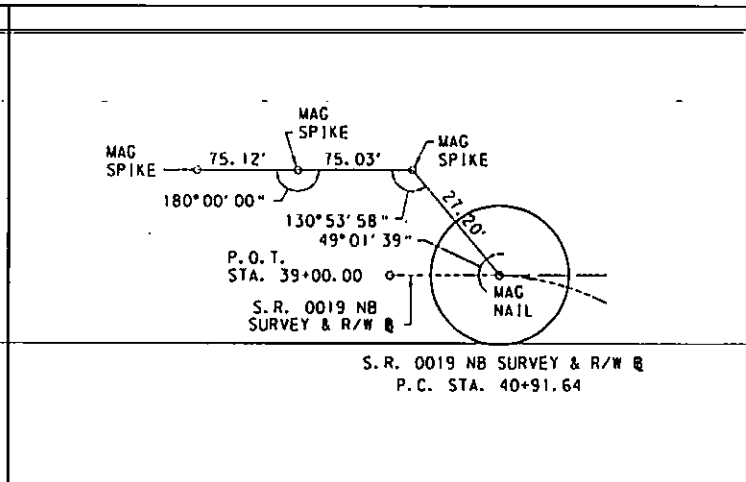 MAG
SPIKE
MAG
SPIKE
75.12'
75.03'
MAG
SPIKE
180°00'00"
130°53'58"
27.20'
49°01'39"
P.O.T.
STA. 39+00.00
MAG
NAIL
S.R. 0019 NB
SURVEY & R/W ℄
S.R. 0019 NB SURVEY & R/W ℄
P.C. STA. 40+91.64